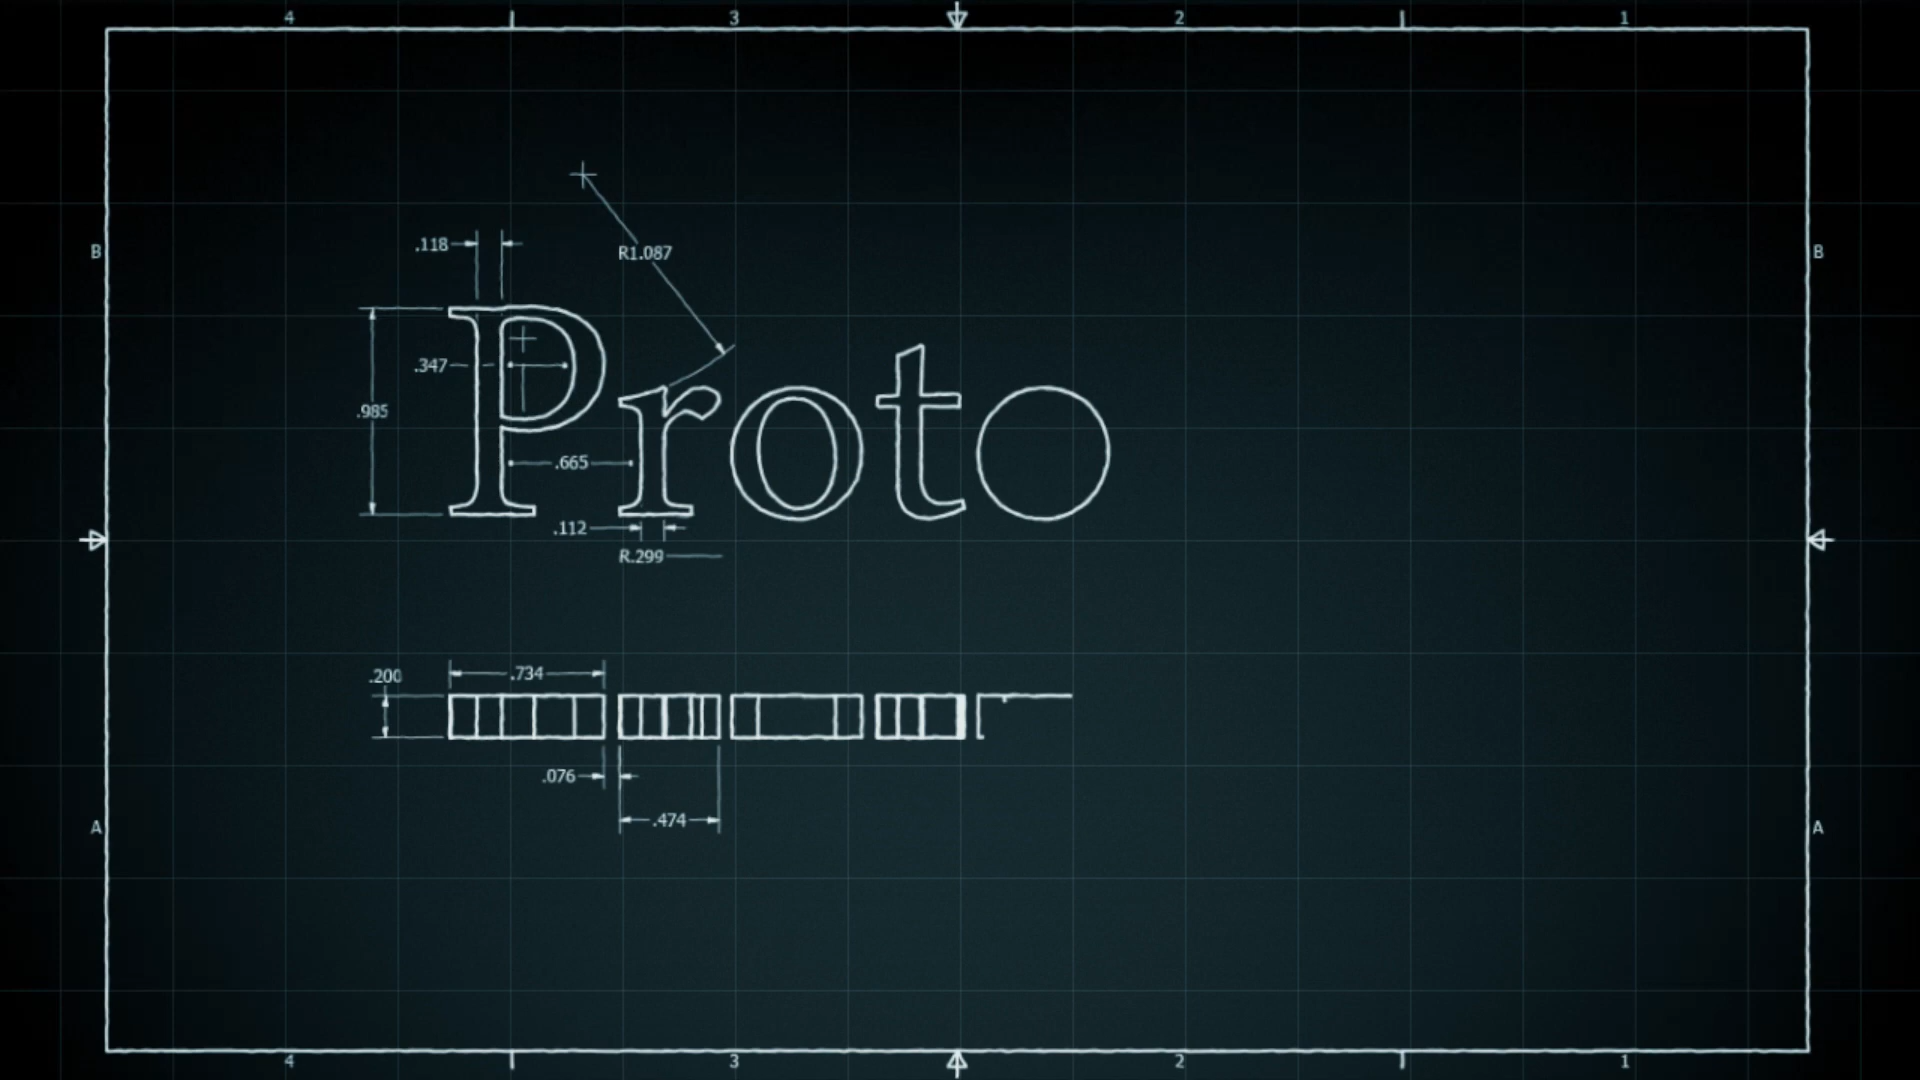 4 3 2 1
R1.087
.118
B B
Proto
.347
.985
.665
.112
R.299
.734
.200
.076
.474
A A
4 3 2 1